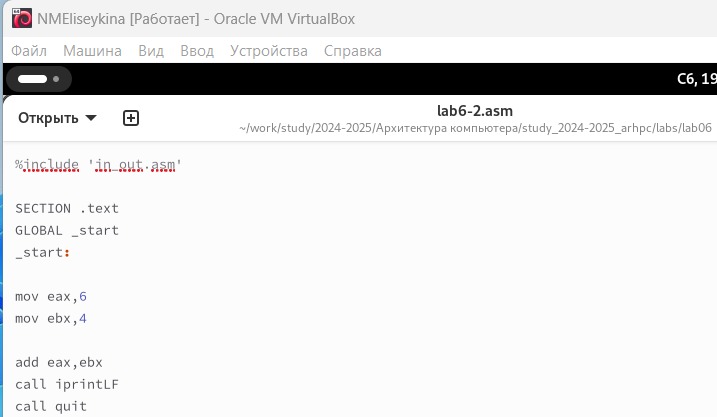 NMEliseykina [Работает] - Oracle VM VirtualBox
Файл Машина Вид Ввод Устройства Справка
Сб, 19
Открыть
lab6-2.asm
~/work/study/2024-2025/Архитектура компьютера/study_2024-2025_arhpc/labs/lab06
%include 'in_out.asm'
SECTION .text
GLOBAL _start
_start:
mov eax,6
mov ebx,4
add eax,ebx
call iprintLF
call quit